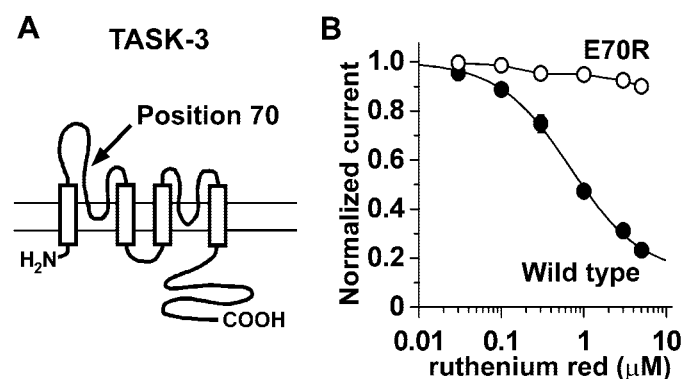 A
TASK-3
Position 70
H₂N
COOH
B
E70R
Wild type
Normalized current
1.0
0.8
0.6
0.4
0.2
0
0.01 0.1 1 10
ruthenium red (μM)